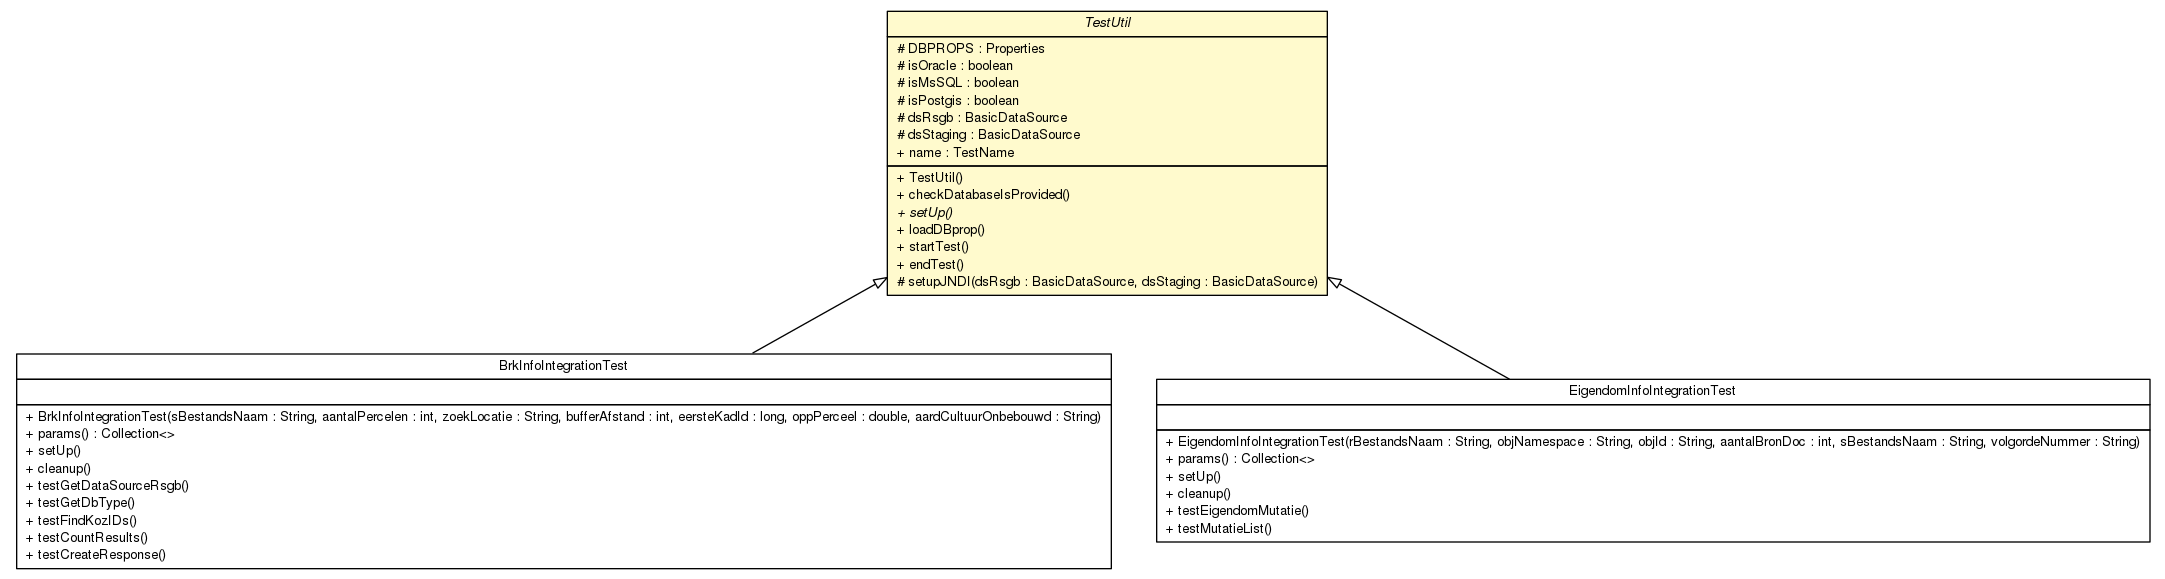 TestUtil
# DBPROPS : Properties
# isOracle : boolean
# isMsSQL : boolean
# isPostgis : boolean
# dsRsgb : BasicDataSource
# dsStaging : BasicDataSource
+ name : TestName
+ TestUtil()
+ checkDatabaseIsProvided()
+ setUp()
+ loadDBprop()
+ startTest()
+ endTest()
# setupJNDI(dsRsgb : BasicDataSource, dsStaging : BasicDataSource)
BrkInfoIntegrationTest
+ BrkInfoIntegrationTest(sBestandsNaam : String, aantalPercelen : int, zoekLocatie : String, bufferAfstand : int, eersteKadId : long, oppPerceel : double, aardCultuurOnbebouwd : String)
+ params() : Collection<>
+ setUp()
+ cleanup()
+ testGetDataSourceRsgb()
+ testGetDbType()
+ testFindKozIDs()
+ testCountResults()
+ testCreateResponse()
EigendomInfoIntegrationTest
+ EigendomInfoIntegrationTest(rBestandsNaam : String, objNamespace : String, objId : String, aantalBronDoc : int, sBestandsNaam : String, volgordeNummer : String)
+ params() : Collection<>
+ setUp()
+ cleanup()
+ testEigendomMutatie()
+ testMutatieList()